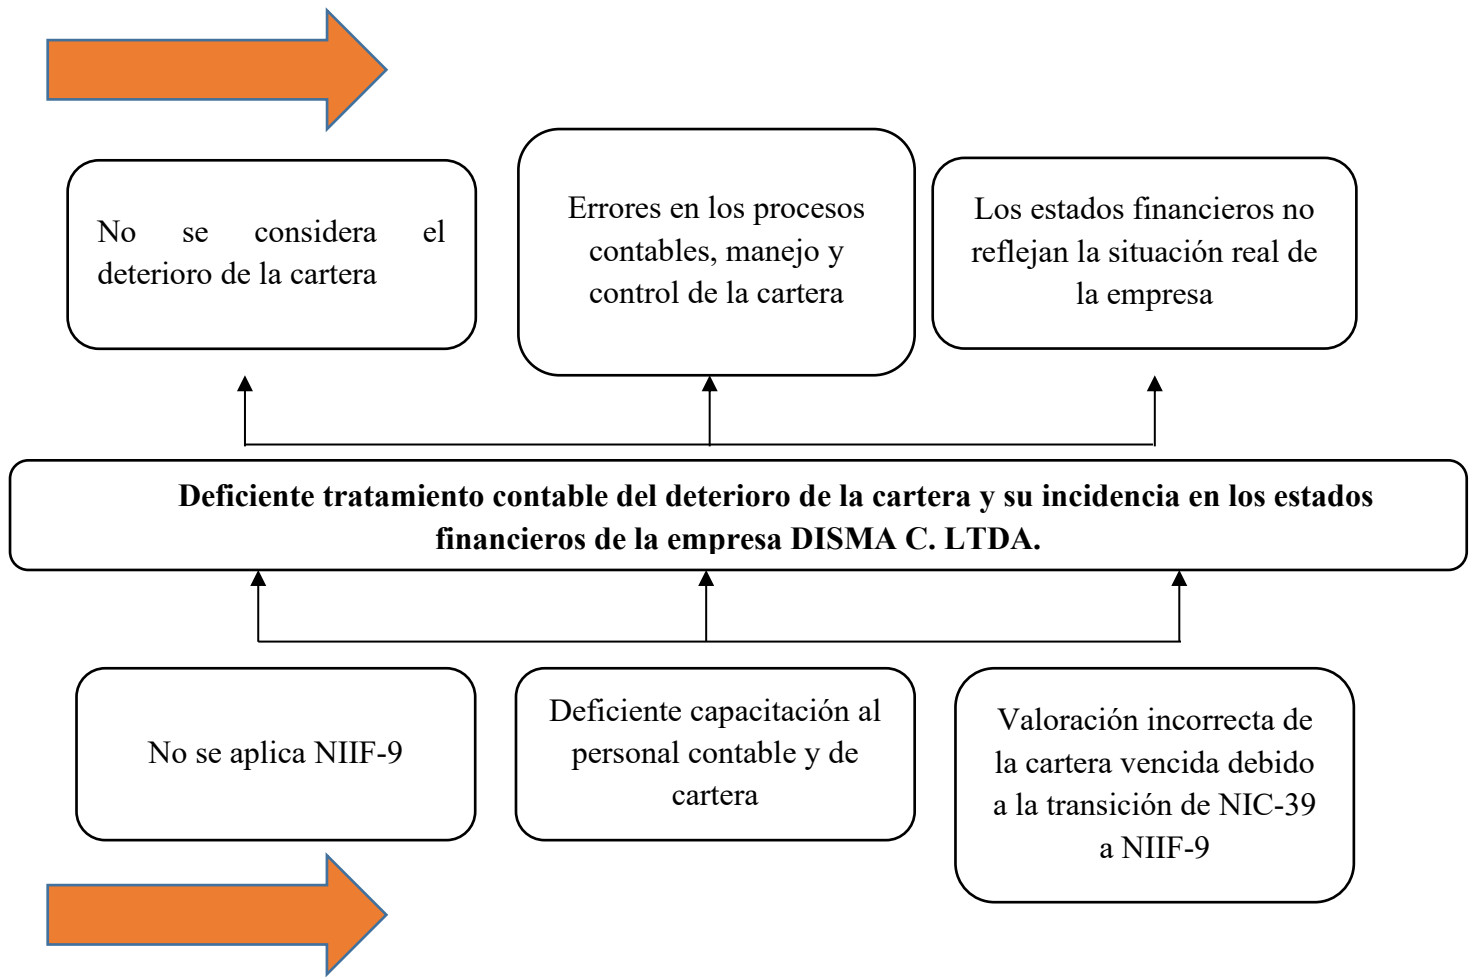 No se considera el
deterioro de la cartera
Errores en los procesos
contables, manejo y
control de la cartera
Los estados financieros no
reflejan la situación real de
la empresa
Deficiente tratamiento contable del deterioro de la cartera y su incidencia en los estados
financieros de la empresa DISMA C. LTDA.
No se aplica NIIF-9
Deficiente capacitación al
personal contable y de
cartera
Valoración incorrecta de
la cartera vencida debido
a la transición de NIC-39
a NIIF-9